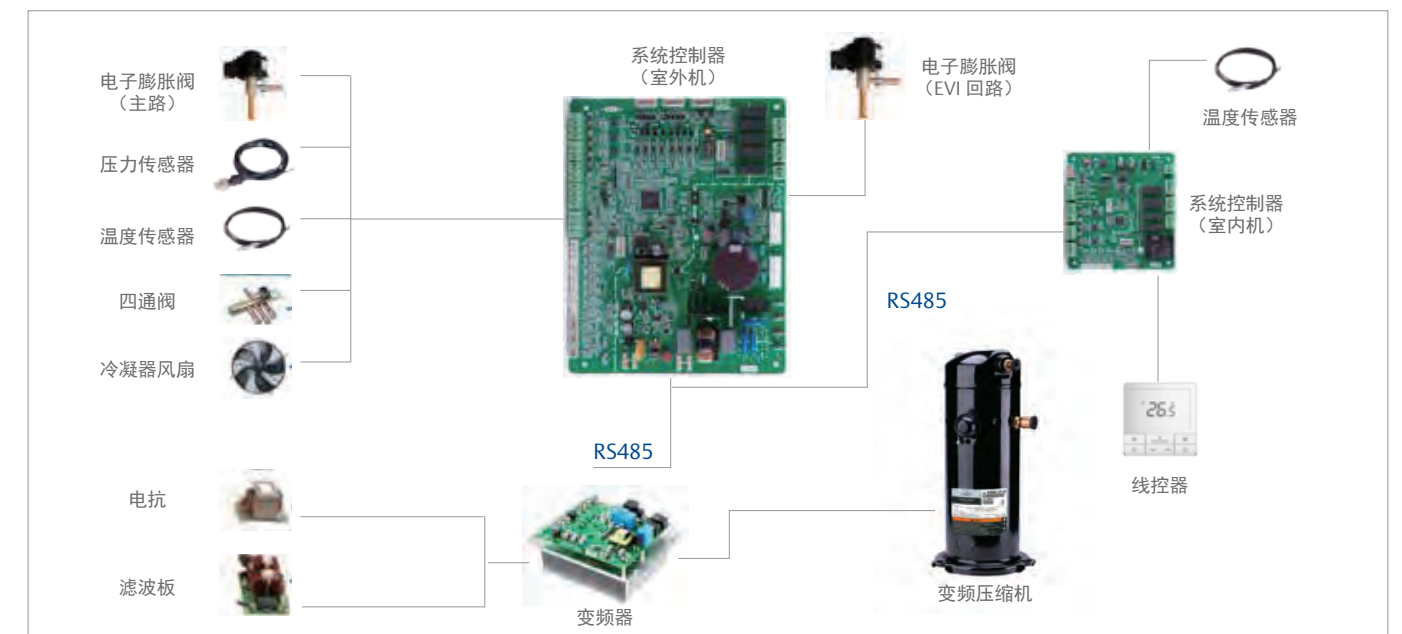 电子膨胀阀
（主路）
压力传感器
温度传感器
四通阀
冷凝器风扇
电抗
滤波板
系统控制器
（室外机）
电子膨胀阀
（EVI 回路）
温度传感器
系统控制器
（室内机）
RS485
RS485
26.5
线控器
变频器
变频压缩机